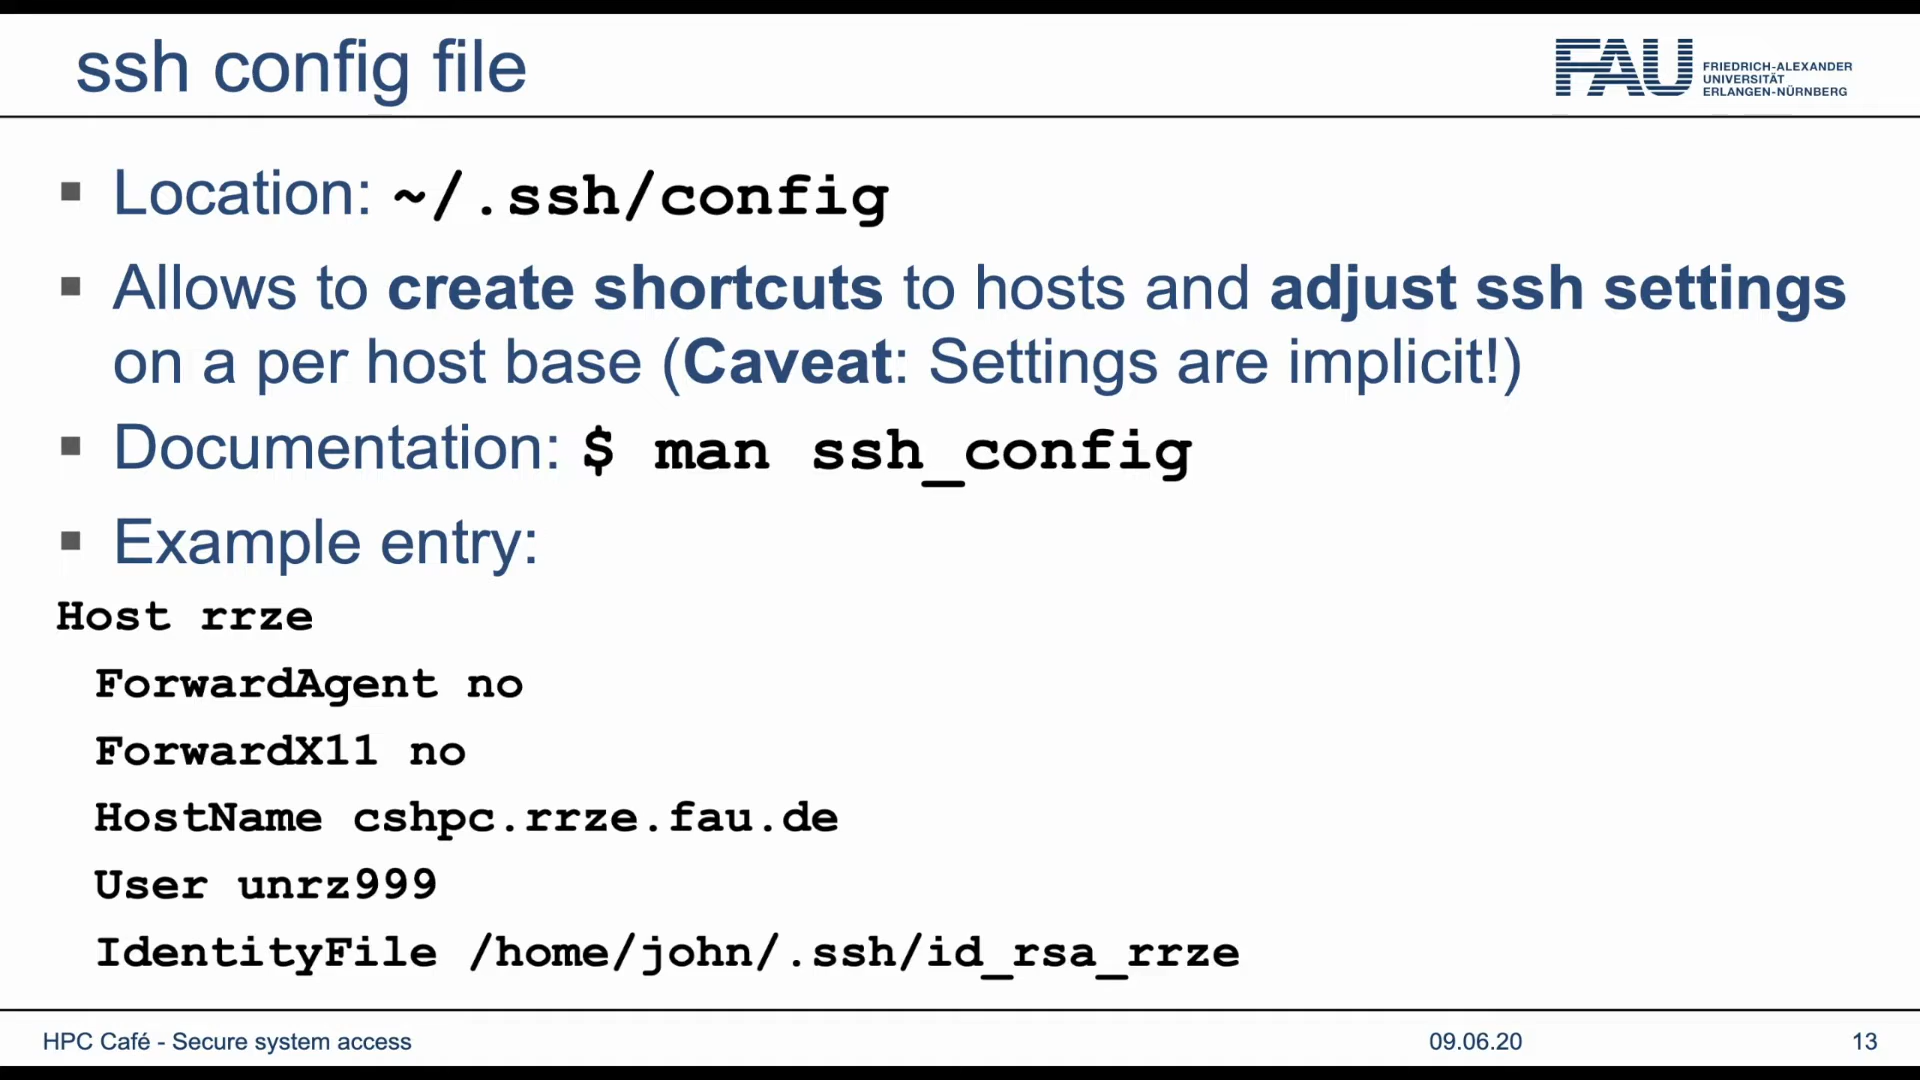 ssh config file
FAU
FRIEDRICH-ALEXANDER
UNIVERSITÄT
ERLANGEN-NÜRNBERG
▪ Location: ~/.ssh/config
▪ Allows to create shortcuts to hosts and adjust ssh settings
on a per host base (Caveat: Settings are implicit!)
▪ Documentation: $ man ssh_config
▪ Example entry:
Host rrze
ForwardAgent no
ForwardX11 no
HostName cshpc.rrze.fau.de
User unrz999
IdentityFile /home/john/.ssh/id_rsa_rrze
HPC Café - Secure system access
09.06.20
13